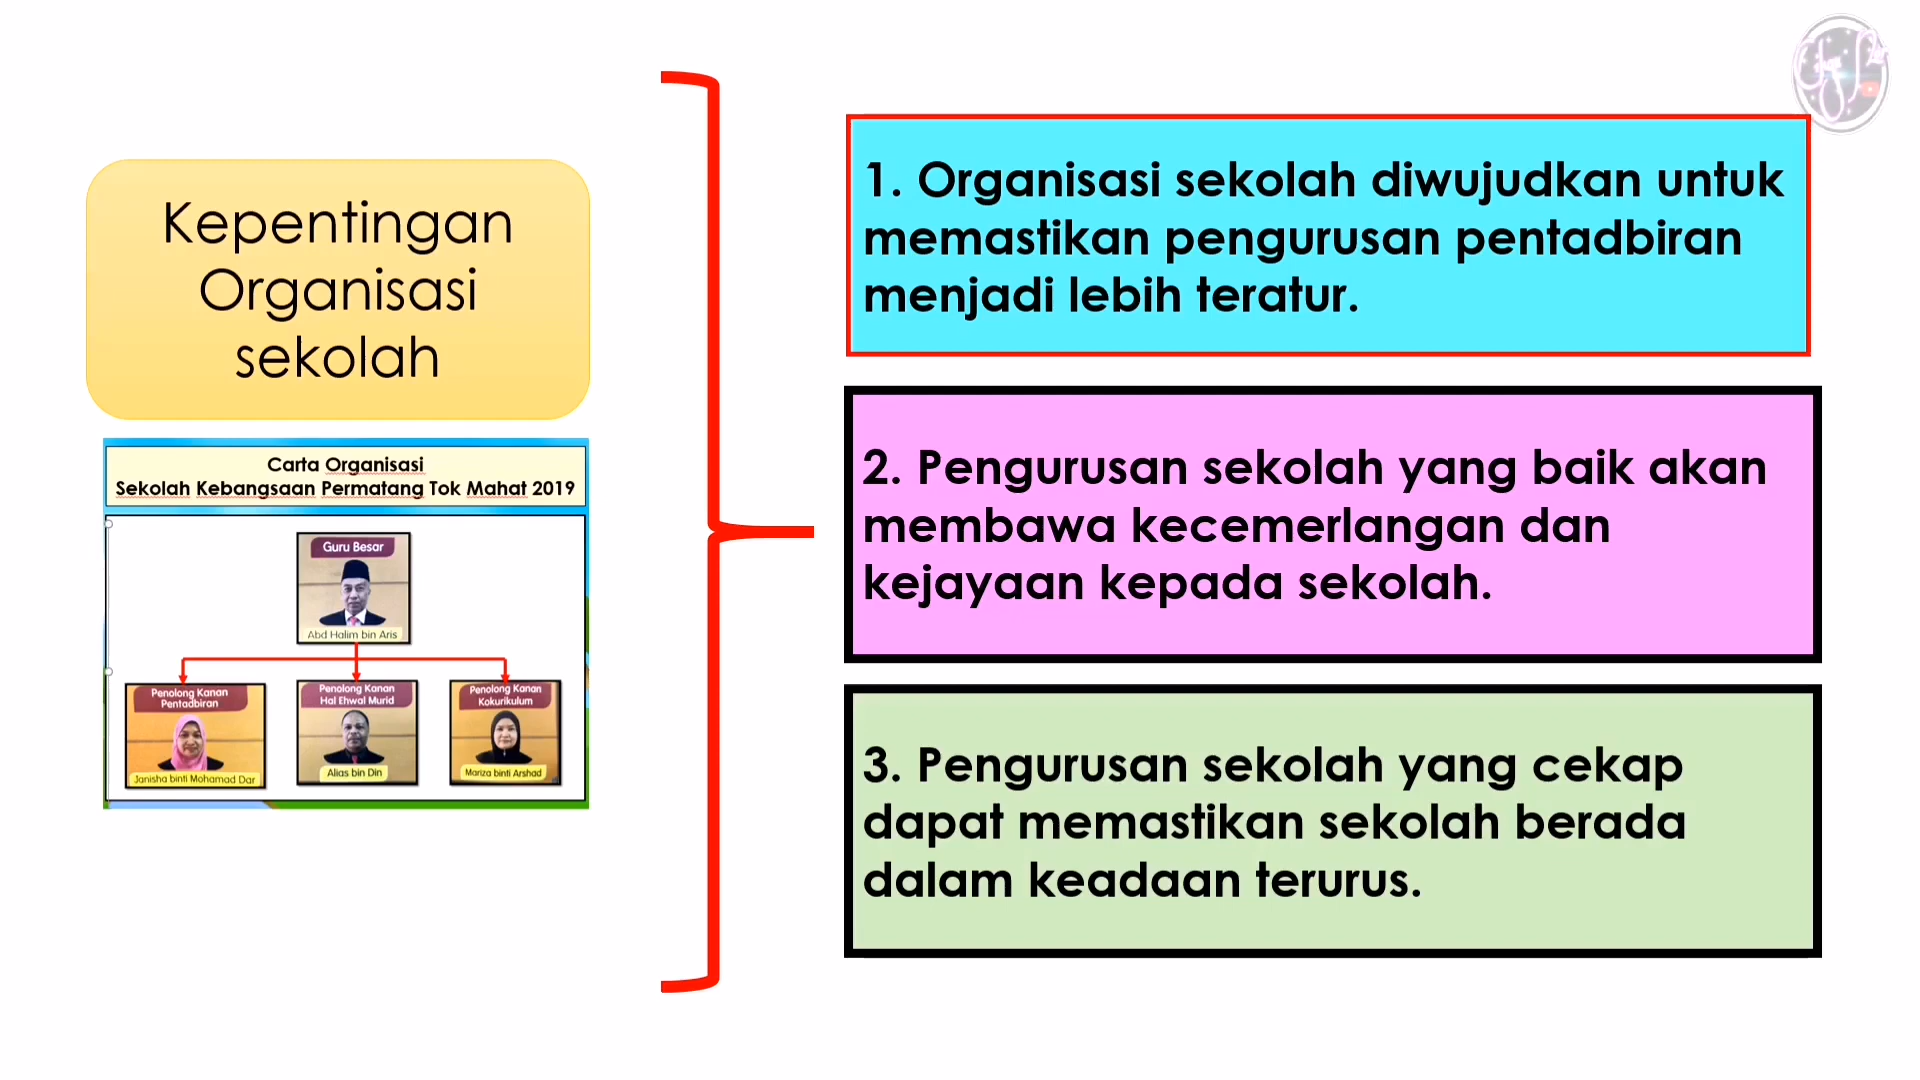 Kepentingan
Organisasi
sekolah
Carta Organisasi
Sekolah Kebangsaan Permatang Tok Mahat 2019
Guru Besar
Abd Halim bin Aris
Penolong Kanan
Pentadbiran
Janisha binti Mohamad Dar
Penolong Kanan
Hal Ehwal Murid
Alias bin Din
Penolong Kanan
Kokurikulum
Mariza binti Arshad
1. Organisasi sekolah diwujudkan untuk
memastikan pengurusan pentadbiran
menjadi lebih teratur.
2. Pengurusan sekolah yang baik akan
membawa kecemerlangan dan
kejayaan kepada sekolah.
3. Pengurusan sekolah yang cekap
dapat memastikan sekolah berada
dalam keadaan terurus.